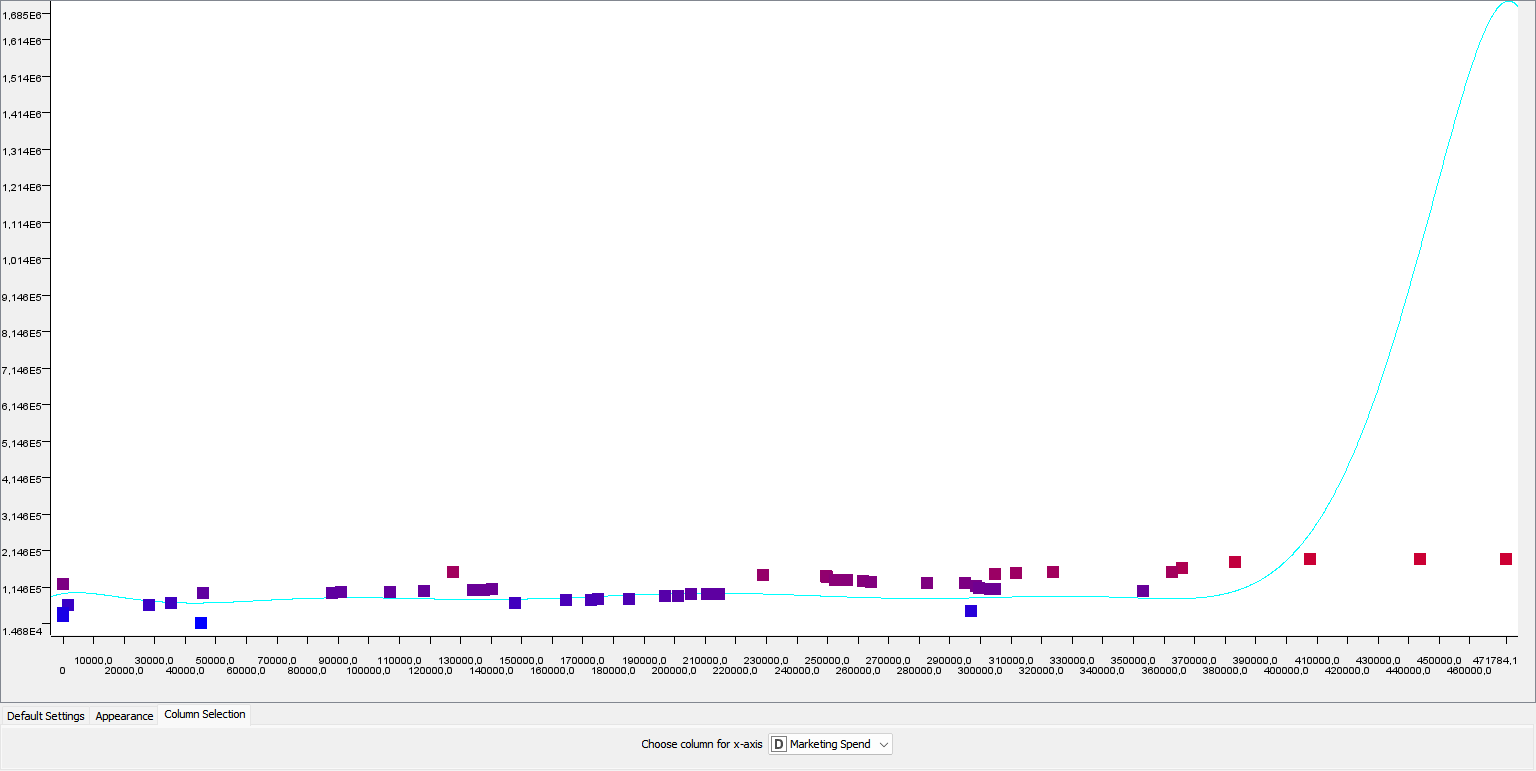 1,685E6
1,614E6
1,514E6
1,414E6
1,314E6
1,214E6
1,114E6
1,014E6
9,146E5
8,146E5
7,146E5
6,146E5
5,146E5
4,146E5
3,146E5
2,146E5
1,146E5
1.468E4
10000,0 30000,0 50000,0 70000,0 90000,0 110000,0 130000,0 150000,0 170000,0 190000,0 210000,0 230000,0 250000,0 270000,0 290000,0 310000,0 330000,0 350000,0 370000,0 390000,0 410000,0 430000,0 450000,0 471784,1
0 20000,0 40000,0 60000,0 80000,0 100000,0 120000,0 140000,0 160000,0 180000,0 200000,0 220000,0 240000,0 260000,0 280000,0 300000,0 320000,0 340000,0 360000,0 380000,0 400000,0 420000,0 440000,0 460000,0
Default Settings Appearance Column Selection
Choose column for x-axis D Marketing Spend